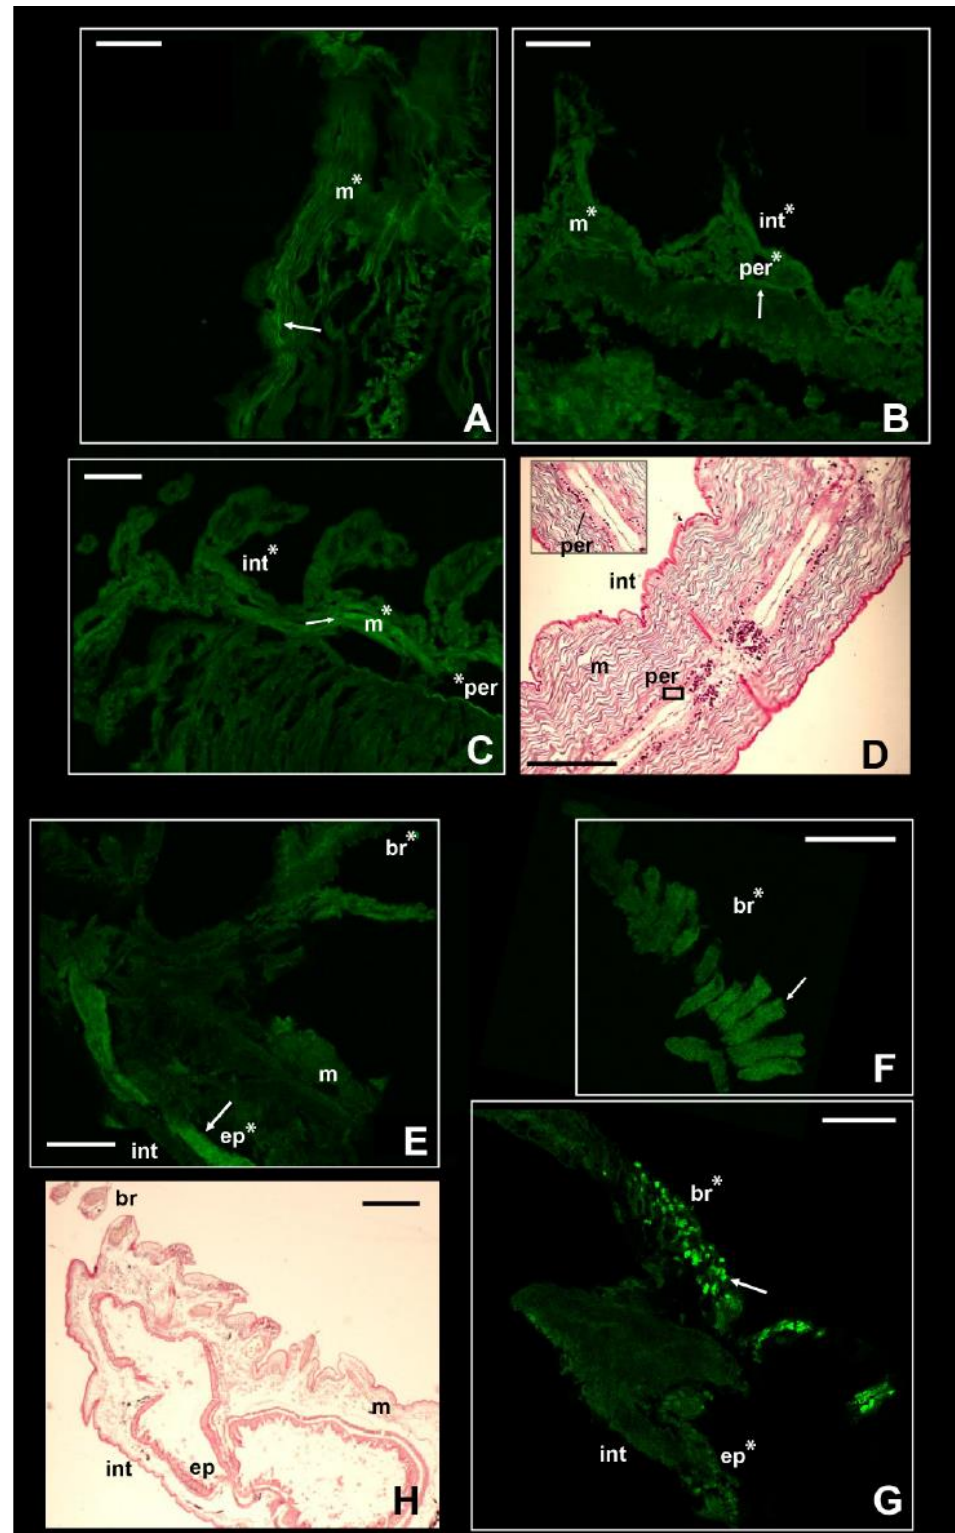 m*
A
m*
int*
per*
B
int*
m*
*per
C
per
int
m
per
D
br*
m
ep*
int
E
br*
F
br*
int
ep*
G
br
m
int
ep
H